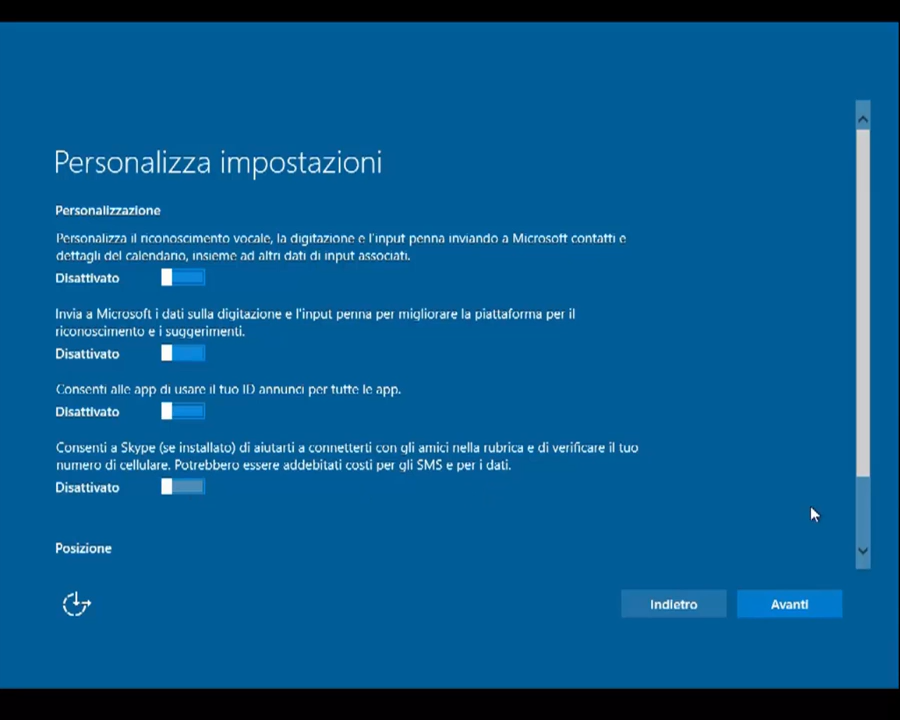 Personalizza impostazioni
Personalizzazione
Personalizza il riconoscimento vocale, la digitazione e l'input penna inviando a Microsoft contatti e
dettagli del calendario, insieme ad altri dati di input associati.
Disattivato
Invia a Microsoft i dati sulla digitazione e l'input penna per migliorare la piattaforma per il
riconoscimento e i suggerimenti.
Disattivato
Consenti alle app di usare il tuo ID annunci per tutte le app.
Disattivato
Consenti a Skype (se installato) di aiutarti a connetterti con gli amici nella rubrica e di verificare il tuo
numero di cellulare. Potrebbero essere addebitati costi per gli SMS e per i dati.
Disattivato
Posizione
Indietro
Avanti